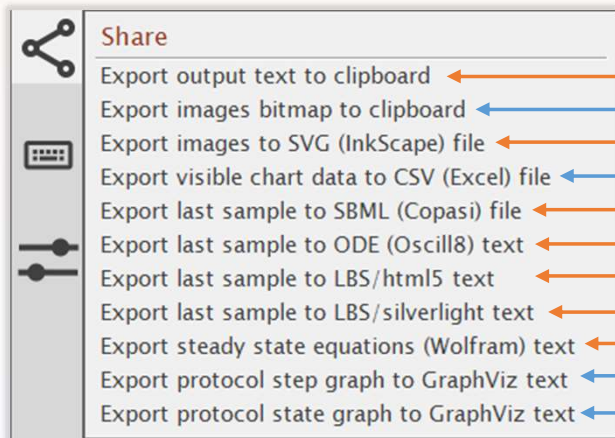 Share
Export output text to clipboard
Export images bitmap to clipboard
Export images to SVG (InkScape) file
Export visible chart data to CSV (Excel) file
Export last sample to SBML (Copasi) file
Export last sample to ODE (Oscill8) text
Export last sample to LBS/html5 text
Export last sample to LBS/silverlight text
Export steady state equations (Wolfram) text
Export protocol step graph to GraphViz text
Export protocol state graph to GraphViz text